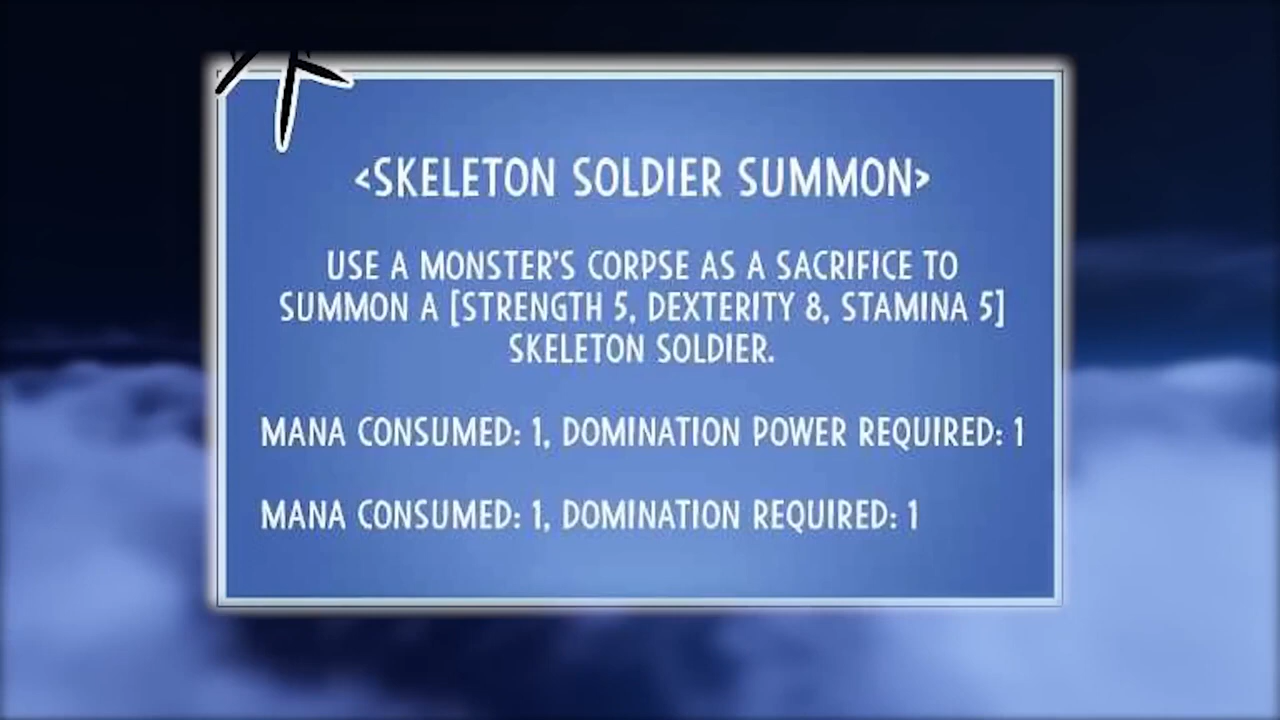 <SKELETON SOLDIER SUMMON>
USE A MONSTER'S CORPSE AS A SACRIFICE TO
SUMMON A [STRENGTH 5, DEXTERITY 8, STAMINA 5]
SKELETON SOLDIER.
MANA CONSUMED: 1, DOMINATION POWER REQUIRED: 1
MANA CONSUMED: 1, DOMINATION REQUIRED: 1